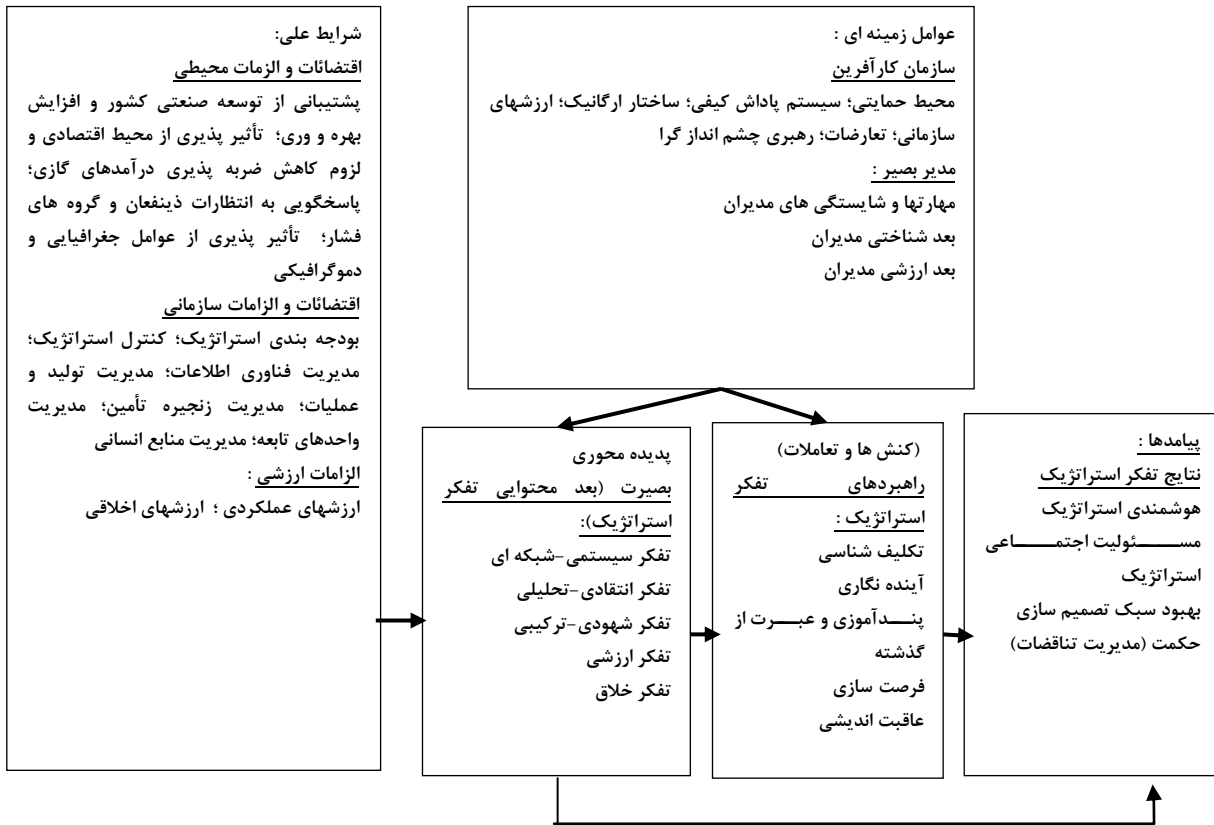 شرایط علی:
اقتضائات و الزمات محیطی
پشتیبانی از توسعه صنعتی کشور و افزایش
بهره و وری؛ تأثیر پذیری از محیط اقتصادی و
لزوم کاهش ضربه پذیری درآمدهای گازی؛
پاسخگویی به انتظارات ذینفعان و گروه های
فشار؛ تأثیر پذیری از عوامل جغرافیایی و
دموگرافیکی
اقتضائات و الزامات سازمانی
بودجه بندی استراتژیک؛ کنترل استراتژیک؛
مدیریت فناوری اطلاعات؛ مدیریت تولید و
عملیات؛ مدیریت زنجیره تأمین؛ مدیریت
واحدهای تابعه؛ مدیریت منابع انسانی
الزامات ارزشی :
ارزشهای عملکردی ؛ ارزشهای اخلاقی
عوامل زمینه ای :
سازمان کارآفرین
محیط حمایتی؛ سیستم پاداش کیفی؛ ساختار ارگانیک؛ ارزشهای
سازمانی؛ تعارضات؛ رهبری چشم انداز گرا
مدیر بصیر :
مهارتها و شایستگی های مدیران
بعد شناختی مدیران
بعد ارزشی مدیران
پدیده محوری
بصیرت (بعد محتوایی تفکر
استراتژیک):
تفکر سیستمی-شبکه ای
تفکر انتقادی-تحلیلی
تفکر شهودی-ترکیبی
تفکر ارزشی
تفکر خلاق
(کنش ها و تعاملات)
راهبردهای تفکر
استراتژیک :
تکلیف شناسی
آینده نگاری
پندآموزی و عبرت از
گذشته
فرصت سازی
عاقبت اندیشی
پیامدها :
نتایج تفکر استراتژیک
هوشمندی استراتژیک
مسئولیت اجتماعی
استراتژیک
بهبود سبک تصمیم سازی
حکمت (مدیریت تناقضات)